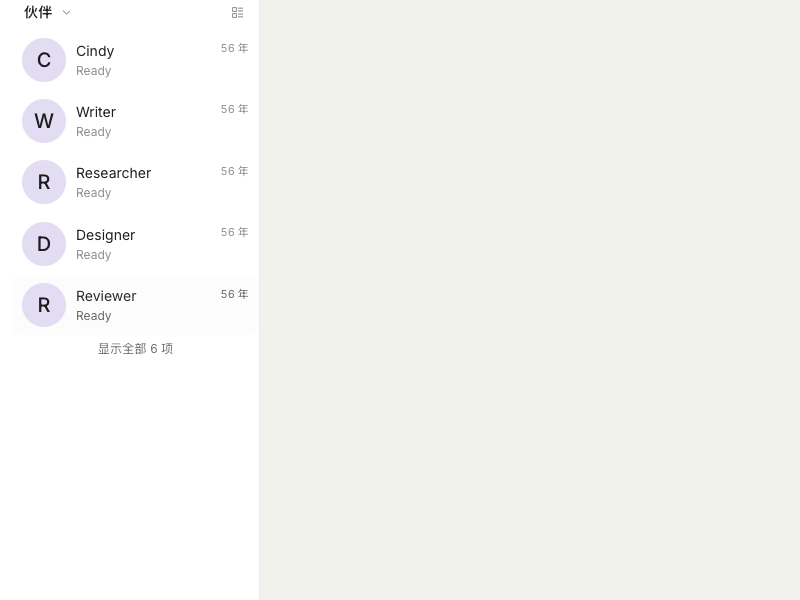 伙伴
C
Cindy
56 年
Ready
W
Writer
56 年
Ready
R
Researcher
56 年
Ready
D
Designer
56 年
Ready
R
Reviewer
56 年
Ready
显示全部 6 项